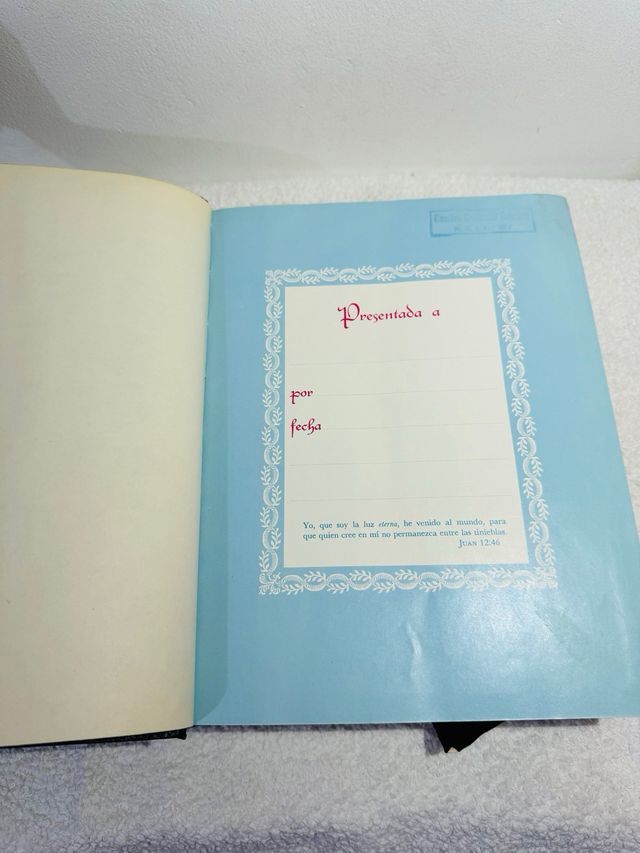 Presentada a
por
fecha
Yo, que soy la luz eterna, he venido al mundo, para
que quien cree en mí no permanezca entre las tinieblas.
Juan 12:46